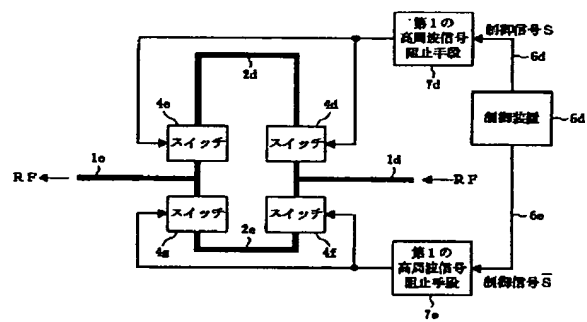 第1の
高周波信号
阻止手段
7d
制御信号S
6d
制御装置
5d
2d
4c
スイッチ
4d
スイッチ
1c
RF
1d
RF
スイッチ
4g
スイッチ
4f
2e
6e
第1の
高周波信号
阻止手段
7e
制御信号S̅